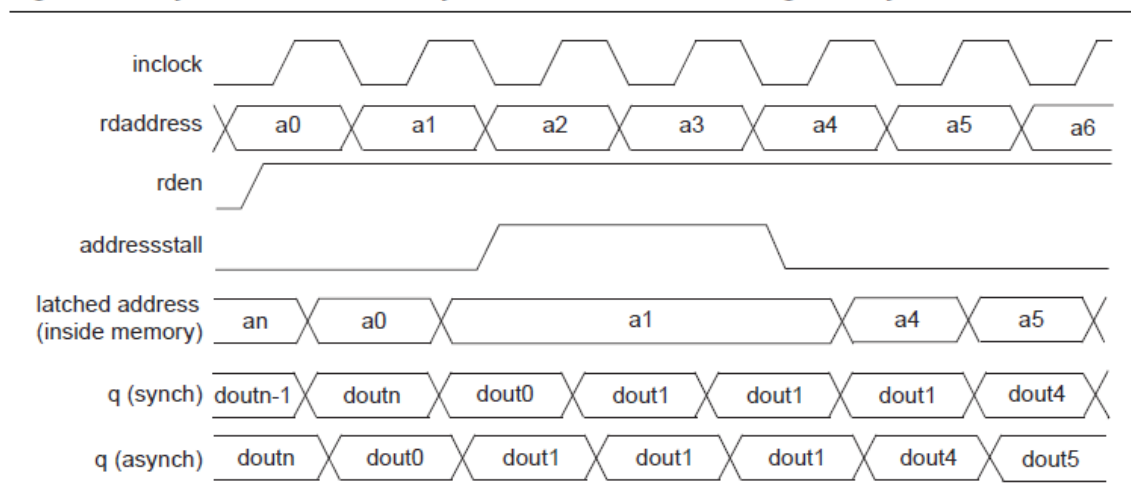 inclock
rdaddress a0 a1 a2 a3 a4 a5 a6
rden
addressstall
latched address
(inside memory) an a0 a1 a4 a5
q (synch) doutn-1 doutn dout0 dout1 dout1 dout1 dout4
q (asynch) doutn dout0 dout1 dout1 dout1 dout4 dout5